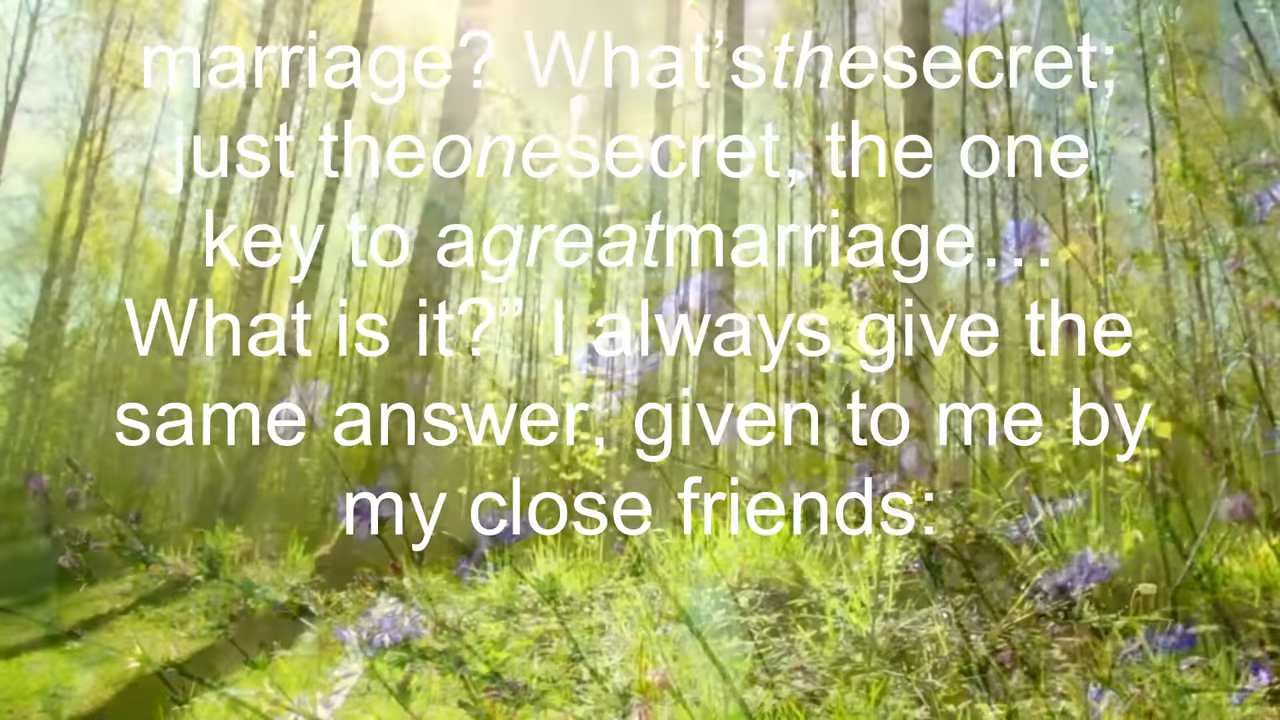 marriage? What’sthesecret;
just theonesecret, the one
key to agreatmarriage…
What is it?” I always give the
same answer, given to me by
my close friends: